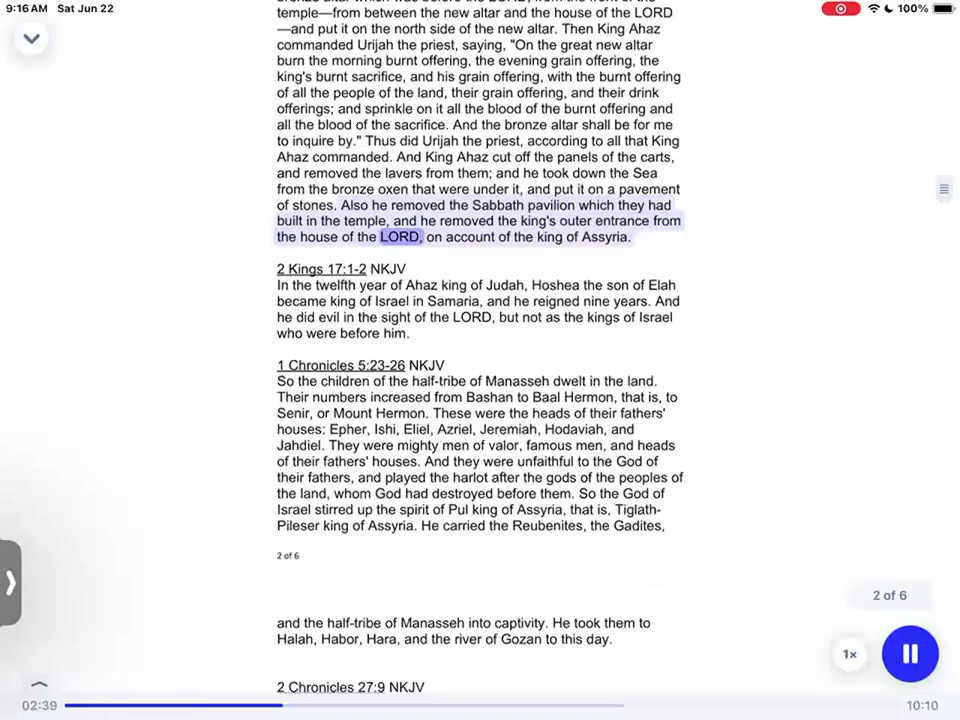 9:16 AM Sat Jun 22
100%
bronze altar which was before the LORD, from the front of the
temple—from between the new altar and the house of the LORD
—and put it on the north side of the new altar. Then King Ahaz
commanded Urijah the priest, saying, "On the great new altar
burn the morning burnt offering, the evening grain offering, the
king's burnt sacrifice, and his grain offering, with the burnt offering
of all the people of the land, their grain offering, and their drink
offerings; and sprinkle on it all the blood of the burnt offering and
all the blood of the sacrifice. And the bronze altar shall be for me
to inquire by." Thus did Urijah the priest, according to all that King
Ahaz commanded. And King Ahaz cut off the panels of the carts,
and removed the lavers from them; and he took down the Sea
from the bronze oxen that were under it, and put it on a pavement
of stones. Also he removed the Sabbath pavilion which they had
built in the temple, and he removed the king's outer entrance from
the house of the LORD, on account of the king of Assyria.
2 Kings 17:1-2 NKJV
In the twelfth year of Ahaz king of Judah, Hoshea the son of Elah
became king of Israel in Samaria, and he reigned nine years. And
he did evil in the sight of the LORD, but not as the kings of Israel
who were before him.
1 Chronicles 5:23-26 NKJV
So the children of the half-tribe of Manasseh dwelt in the land.
Their numbers increased from Bashan to Baal Hermon, that is, to
Senir, or Mount Hermon. These were the heads of their fathers'
houses: Epher, Ishi, Eliel, Azriel, Jeremiah, Hodaviah, and
Jahdiel. They were mighty men of valor, famous men, and heads
of their fathers' houses. And they were unfaithful to the God of
their fathers, and played the harlot after the gods of the peoples of
the land, whom God had destroyed before them. So the God of
Israel stirred up the spirit of Pul king of Assyria, that is, Tiglath-
Pileser king of Assyria. He carried the Reubenites, the Gadites,
2 of 6
2 of 6
and the half-tribe of Manasseh into captivity. He took them to
Halah, Habor, Hara, and the river of Gozan to this day.
1×
2 Chronicles 27:9 NKJV
02:39
10:10